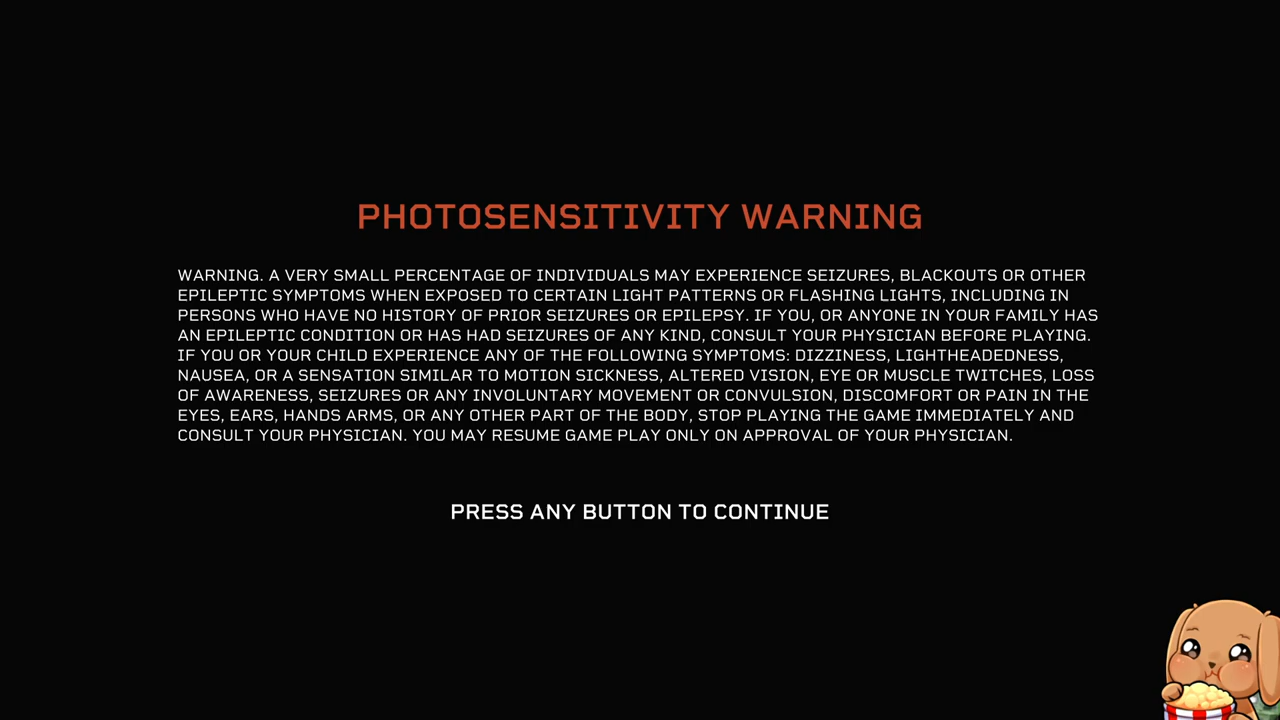 PHOTOSENSITIVITY WARNING
WARNING. A VERY SMALL PERCENTAGE OF INDIVIDUALS MAY EXPERIENCE SEIZURES, BLACKOUTS OR OTHER
EPILEPTIC SYMPTOMS WHEN EXPOSED TO CERTAIN LIGHT PATTERNS OR FLASHING LIGHTS, INCLUDING IN
PERSONS WHO HAVE NO HISTORY OF PRIOR SEIZURES OR EPILEPSY. IF YOU, OR ANYONE IN YOUR FAMILY HAS
AN EPILEPTIC CONDITION OR HAS HAD SEIZURES OF ANY KIND, CONSULT YOUR PHYSICIAN BEFORE PLAYING.
IF YOU OR YOUR CHILD EXPERIENCE ANY OF THE FOLLOWING SYMPTOMS: DIZZINESS, LIGHTHEADEDNESS,
NAUSEA, OR A SENSATION SIMILAR TO MOTION SICKNESS, ALTERED VISION, EYE OR MUSCLE TWITCHES, LOSS
OF AWARENESS, SEIZURES OR ANY INVOLUNTARY MOVEMENT OR CONVULSION, DISCOMFORT OR PAIN IN THE
EYES, EARS, HANDS ARMS, OR ANY OTHER PART OF THE BODY, STOP PLAYING THE GAME IMMEDIATELY AND
CONSULT YOUR PHYSICIAN. YOU MAY RESUME GAME PLAY ONLY ON APPROVAL OF YOUR PHYSICIAN.
PRESS ANY BUTTON TO CONTINUE